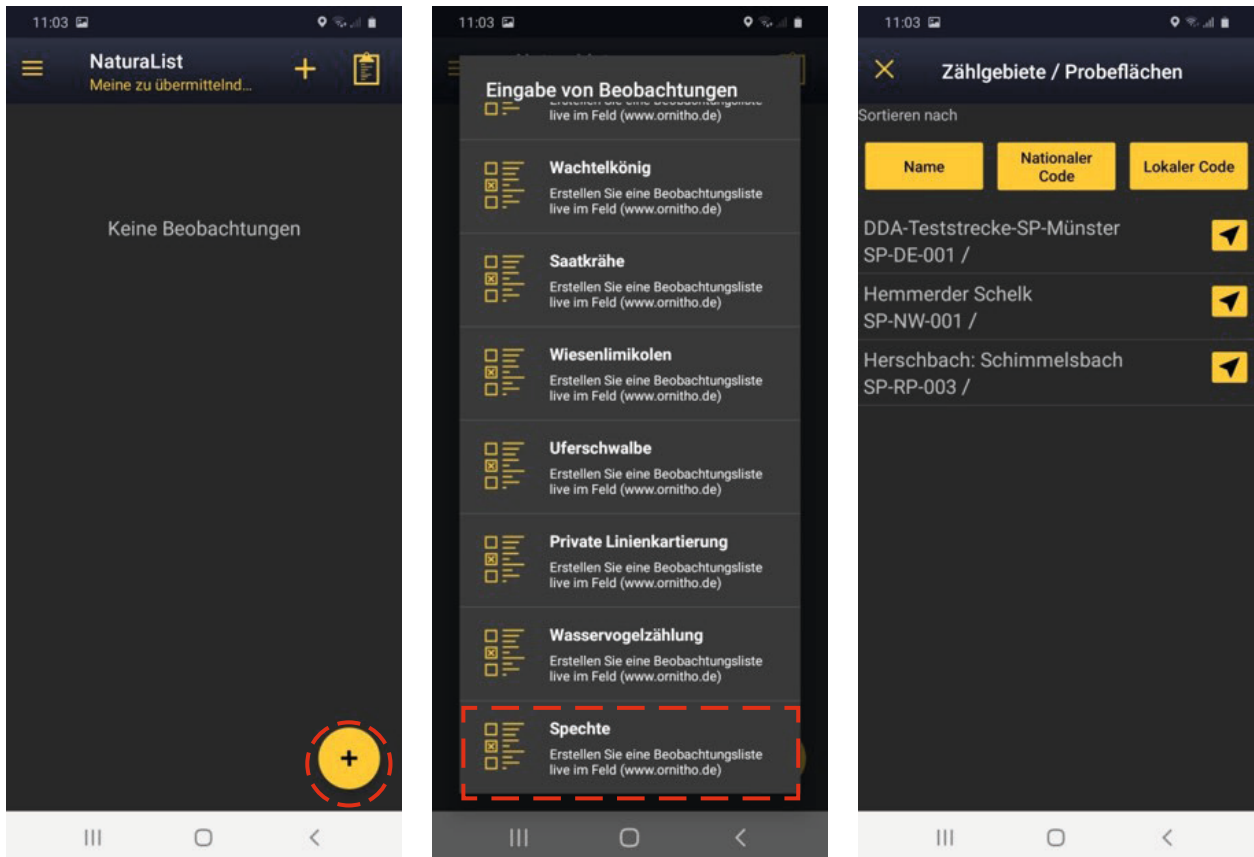 11:03
NaturaList
Meine zu übermittelnd...
Keine Beobachtungen
11:03
Eingabe von Beobachtungen
live im Feld (www.ornitho.de)
Wachtelkönig
Erstellen Sie eine Beobachtungsliste
live im Feld (www.ornitho.de)
Saatkrähe
Erstellen Sie eine Beobachtungsliste
live im Feld (www.ornitho.de)
Wiesenlimikolen
Erstellen Sie eine Beobachtungsliste
live im Feld (www.ornitho.de)
Uferschwalbe
Erstellen Sie eine Beobachtungsliste
live im Feld (www.ornitho.de)
Private Linienkartierung
Erstellen Sie eine Beobachtungsliste
live im Feld (www.ornitho.de)
Wasservogelzählung
Erstellen Sie eine Beobachtungsliste
live im Feld (www.ornitho.de)
Spechte
Erstellen Sie eine Beobachtungsliste
live im Feld (www.ornitho.de)
11:03
Zählgebiete / Probeflächen
Sortieren nach
Name
Nationaler
Code
Lokaler Code
DDA-Teststrecke-SP-Münster
SP-DE-001 /
Hemmerder Schelk
SP-NW-001 /
Herschbach: Schimmelsbach
SP-RP-003 /